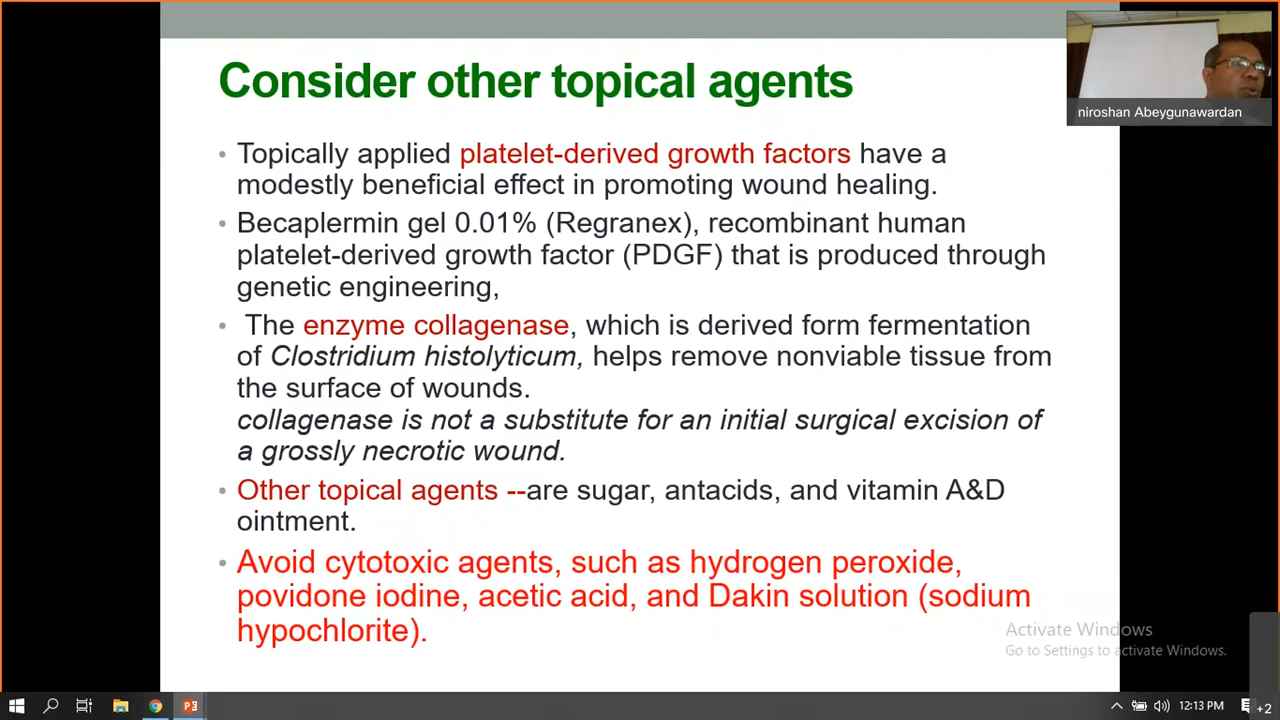 Consider other topical agents
niroshan Abeygunawardan
• Topically applied platelet-derived growth factors have a
modestly beneficial effect in promoting wound healing.
• Becaplermin gel 0.01% (Regranex), recombinant human
platelet-derived growth factor (PDGF) that is produced through
genetic engineering,
• The enzyme collagenase, which is derived form fermentation
of Clostridium histolyticum, helps remove nonviable tissue from
the surface of wounds.
collagenase is not a substitute for an initial surgical excision of
a grossly necrotic wound.
• Other topical agents --are sugar, antacids, and vitamin A&D
ointment.
• Avoid cytotoxic agents, such as hydrogen peroxide,
povidone iodine, acetic acid, and Dakin solution (sodium
hypochlorite).
Activate Windows
Go to Settings to activate Windows.
12:13 PM
+2